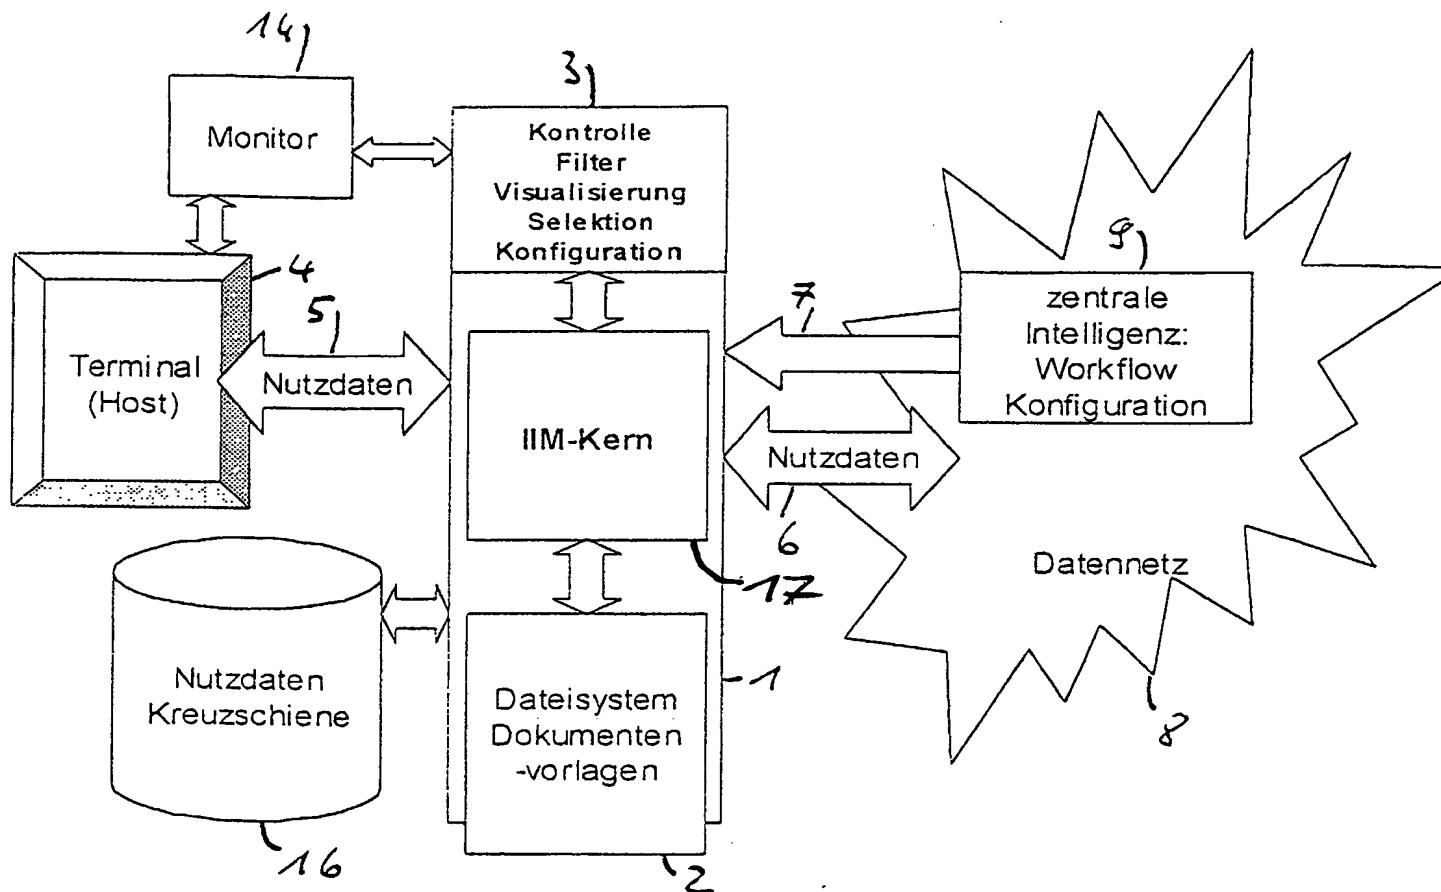 14
Monitor
3
Kontrolle
Filter
Visualisierung
Selektion
Konfiguration
4
Terminal
(Host)
5
Nutzdaten
IIM-Kern
17
7
9
zentrale
Intelligenz:
Workflow
Konfiguration
Nutzdaten
6
Datennetz
8
Nutzdaten
Kreuzschiene
16
Dateisystem
Dokumenten
-vorlagen
1
2